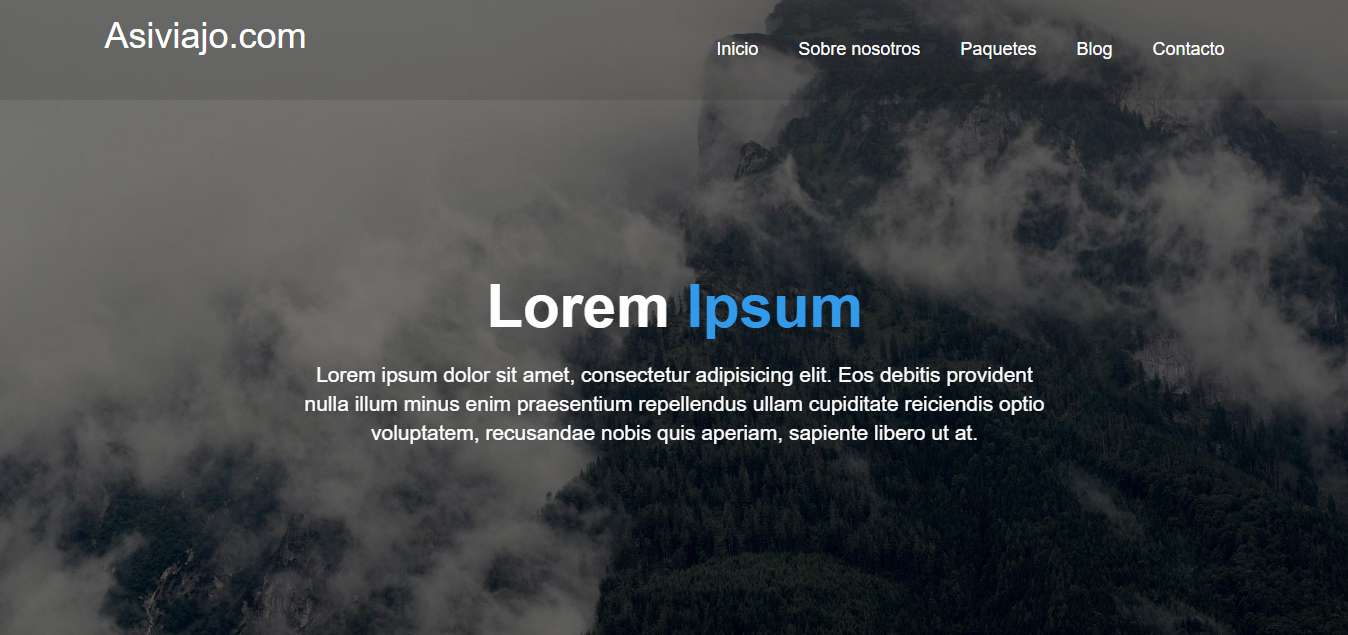 Asiviajo.com
Inicio Sobre nosotros Paquetes Blog Contacto
Lorem Ipsum
Lorem ipsum dolor sit amet, consectetur adipisicing elit. Eos debitis provident
nulla illum minus enim praesentium repellendus ullam cupiditate reiciendis optio
voluptatem, recusandae nobis quis aperiam, sapiente libero ut at.